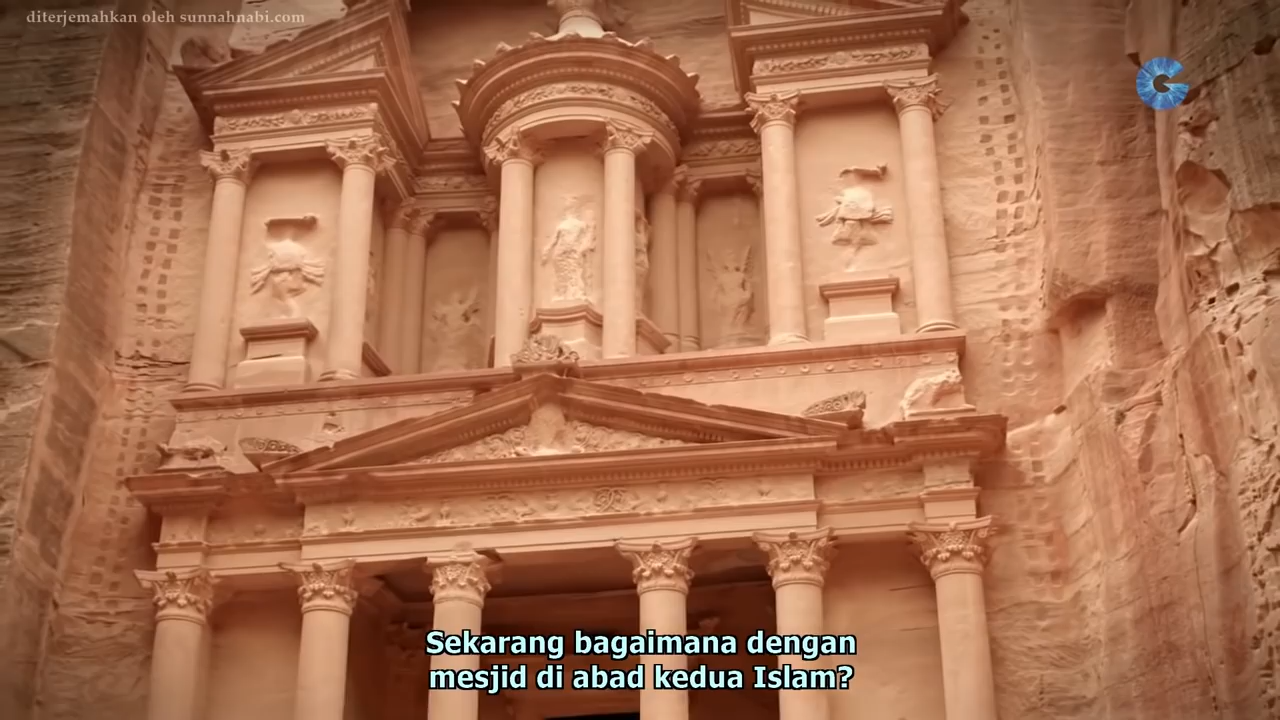 diterjemahkan oleh sunnahnabi.com
Sekarang bagaimana dengan
mesjid di abad kedua Islam?